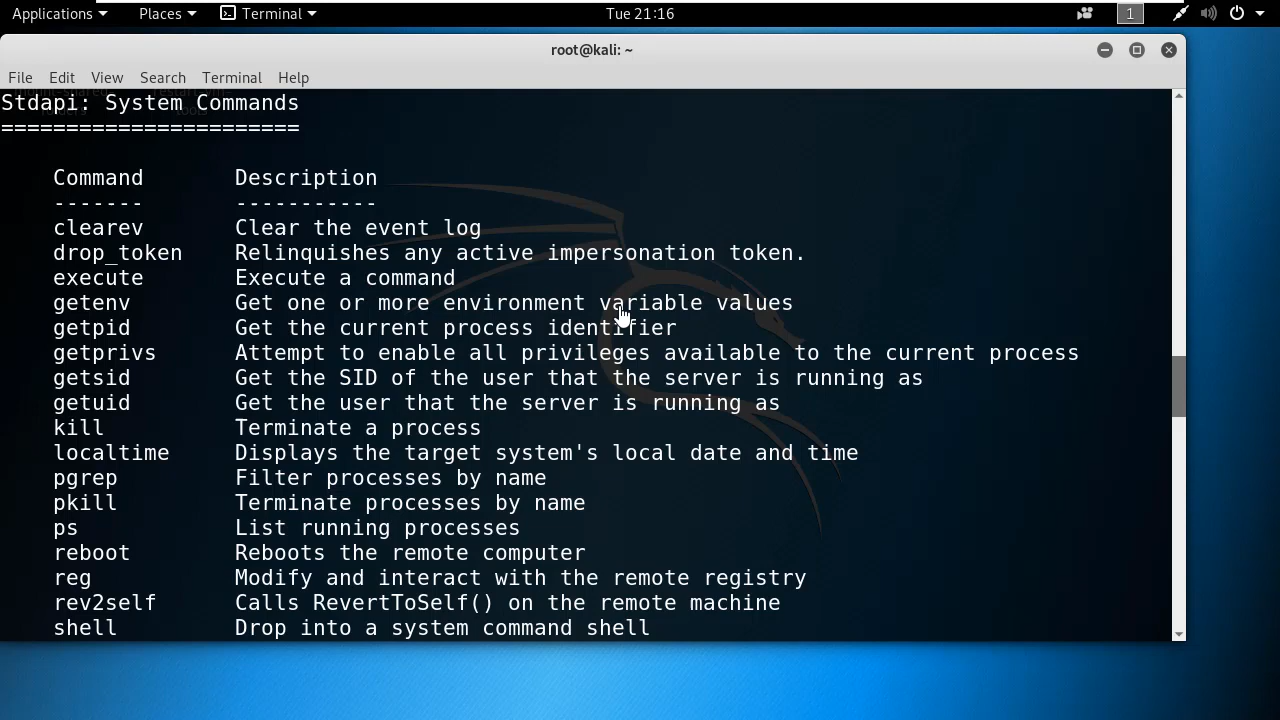 Applications Places Terminal Tue 21:16 1
root@kali: ~
File Edit View Search Terminal Help
Stdapi: System Commands
=======================
Command Description
------- -----------
clearev Clear the event log
drop_token Relinquishes any active impersonation token.
execute Execute a command
getenv Get one or more environment variable values
getpid Get the current process identifier
getprivs Attempt to enable all privileges available to the current process
getsid Get the SID of the user that the server is running as
getuid Get the user that the server is running as
kill Terminate a process
localtime Displays the target system's local date and time
pgrep Filter processes by name
pkill Terminate processes by name
ps List running processes
reboot Reboots the remote computer
reg Modify and interact with the remote registry
rev2self Calls RevertToSelf() on the remote machine
shell Drop into a system command shell